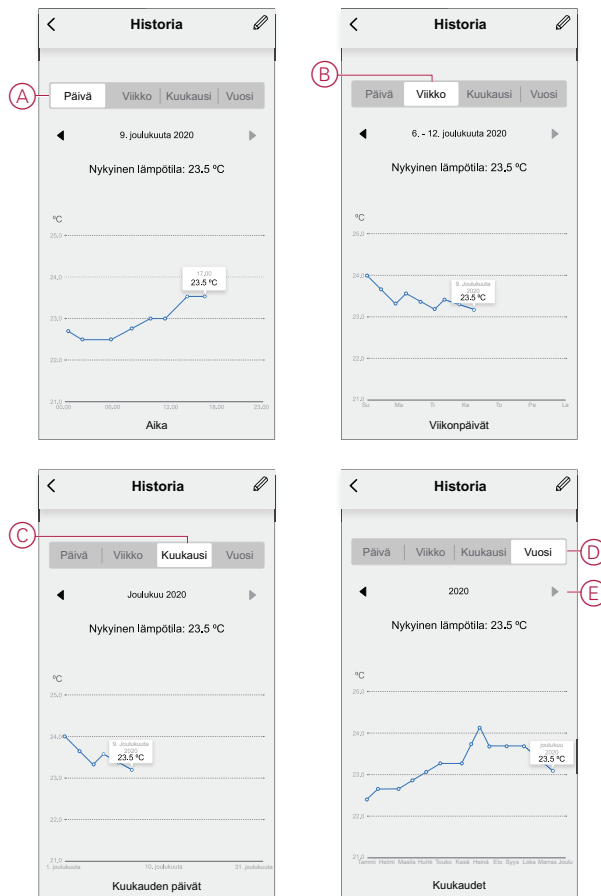 Historia
A
Päivä Viikko Kuukausi Vuosi
9. joulukuuta 2020
Nykyinen lämpötila: 23.5 ºC
ºC
25,0
24,0
17,00
23.5 ºC
23,0
22,0
21,0
00.00 06.00 12.00 18.00 23.00
Aika
Historia
B
Päivä Viikko Kuukausi Vuosi
6. - 12. joulukuuta 2020
Nykyinen lämpötila: 23.5 ºC
ºC
25,0
24,0
9. Joulukuuta
2020
23.5 ºC
23,0
22,0
21,0
Su Ma Ti Ke To Pe La
Viikonpäivät
Historia
C
Päivä Viikko Kuukausi Vuosi
Joulukuu 2020
Nykyinen lämpötila: 23.5 ºC
ºC
25,0
24,0
9. Joulukuuta
2020
23.5 ºC
23,0
22,0
21,0
1. joulukuuta 10. joulukuuta 31. joulukuuta
Kuukauden päivät
Historia
D
Päivä Viikko Kuukausi Vuosi
E
2020
Nykyinen lämpötila: 23.5 ºC
ºC
25,0
24,0
joulukuu
2020
23.5 ºC
23,0
22,0
21,0
Tammi Helmi Maalis Huhti Touko Kesä Heinä Elo Syys Loka Marras Joulu
Kuukaudet